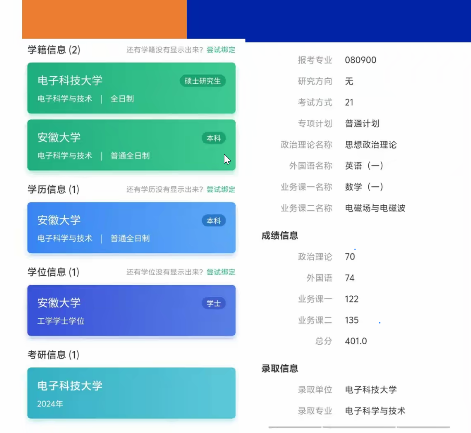 学籍信息 (2)
还有学籍没有显示出来？尝试绑定
电子科技大学
硕士研究生
电子科学与技术 | 全日制
安徽大学
本科
电子科学与技术 | 普通全日制
学历信息 (1)
还有学历没有显示出来？尝试绑定
安徽大学
本科
电子科学与技术 | 普通全日制
学位信息 (1)
还有学位没有显示出来？尝试绑定
安徽大学
学士
工学学士学位
考研信息 (1)
电子科技大学
2024年
报考专业 080900
研究方向 无
考试方式 21
专项计划 普通计划
政治理论名称 思想政治理论
外国语名称 英语（一）
业务课一名称 数学（一）
业务课二名称 电磁场与电磁波
成绩信息
政治理论 70
外国语 74
业务课一 122
业务课二 135
总分 401.0
录取信息
录取单位 电子科技大学
录取专业 电子科学与技术